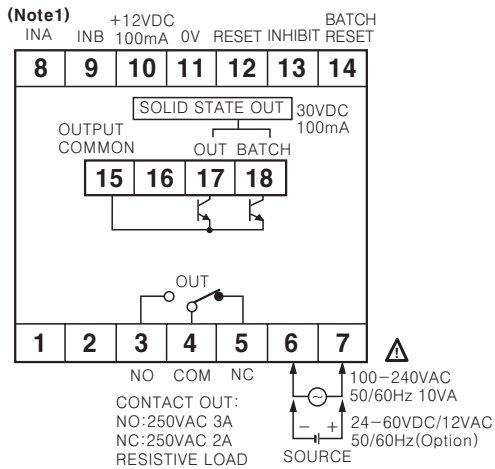 (Note1)
INA INB +12VDC 100mA 0V RESET INHIBIT BATCH RESET
8 9 10 11 12 13 14
SOLID STATE OUT
30VDC
100mA
OUTPUT
COMMON
OUT BATCH
15 16 17 18
OUT
1 2 3 4 5 6 7
NO COM NC
CONTACT OUT:
NO:250VAC 3A
NC:250VAC 2A
RESISTIVE LOAD
100-240VAC
50/60Hz 10VA
- +
24-60VDC/12VAC
50/60Hz(Option)
SOURCE